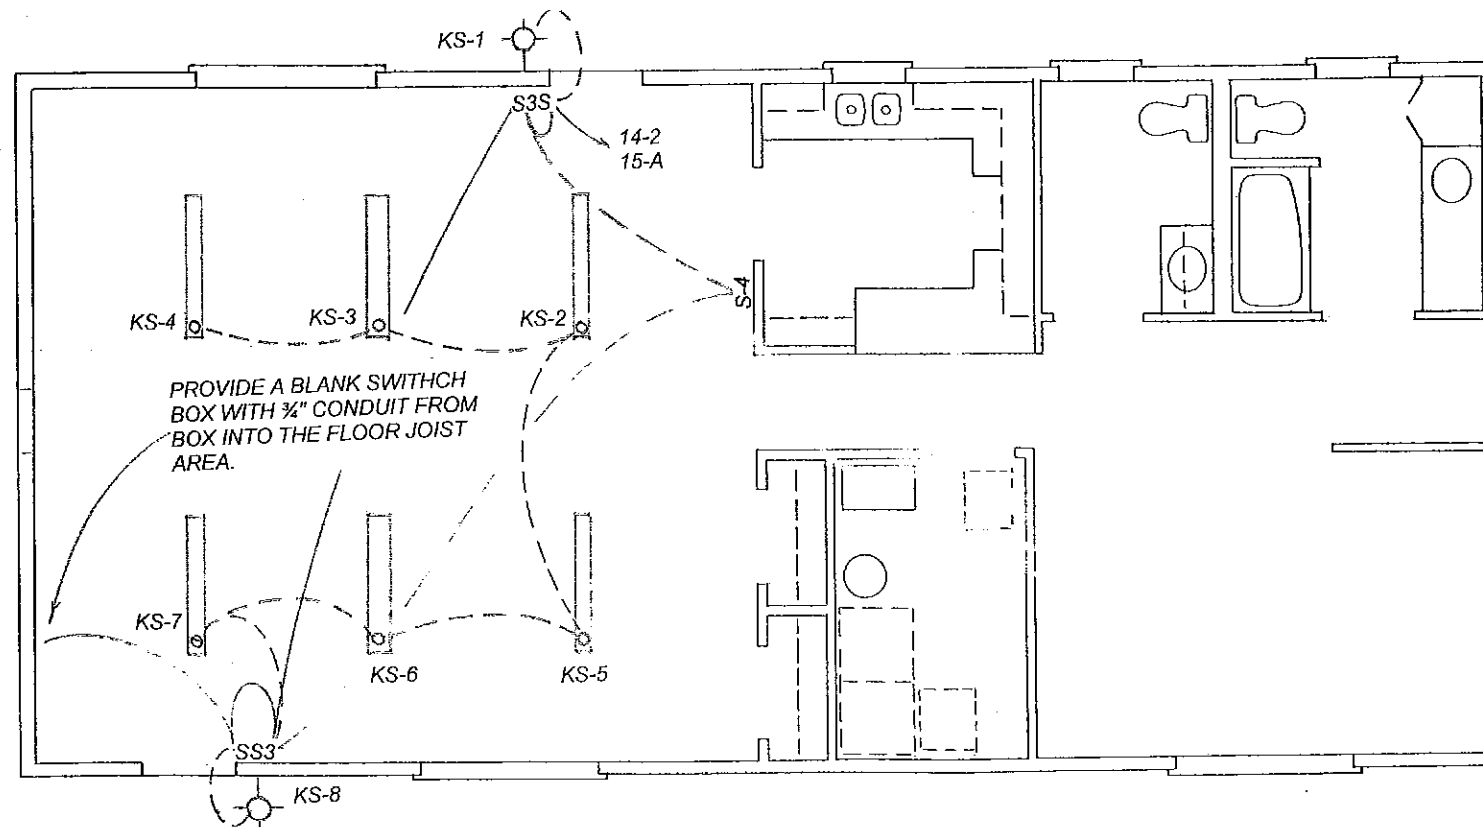 KS-1
S3S
14-2
15-A
S-4
KS-4
KS-3
KS-2
PROVIDE A BLANK SWITHCH
BOX WITH ¾" CONDUIT FROM
BOX INTO THE FLOOR JOIST
AREA.
KS-7
KS-6
KS-5
SS3
KS-8